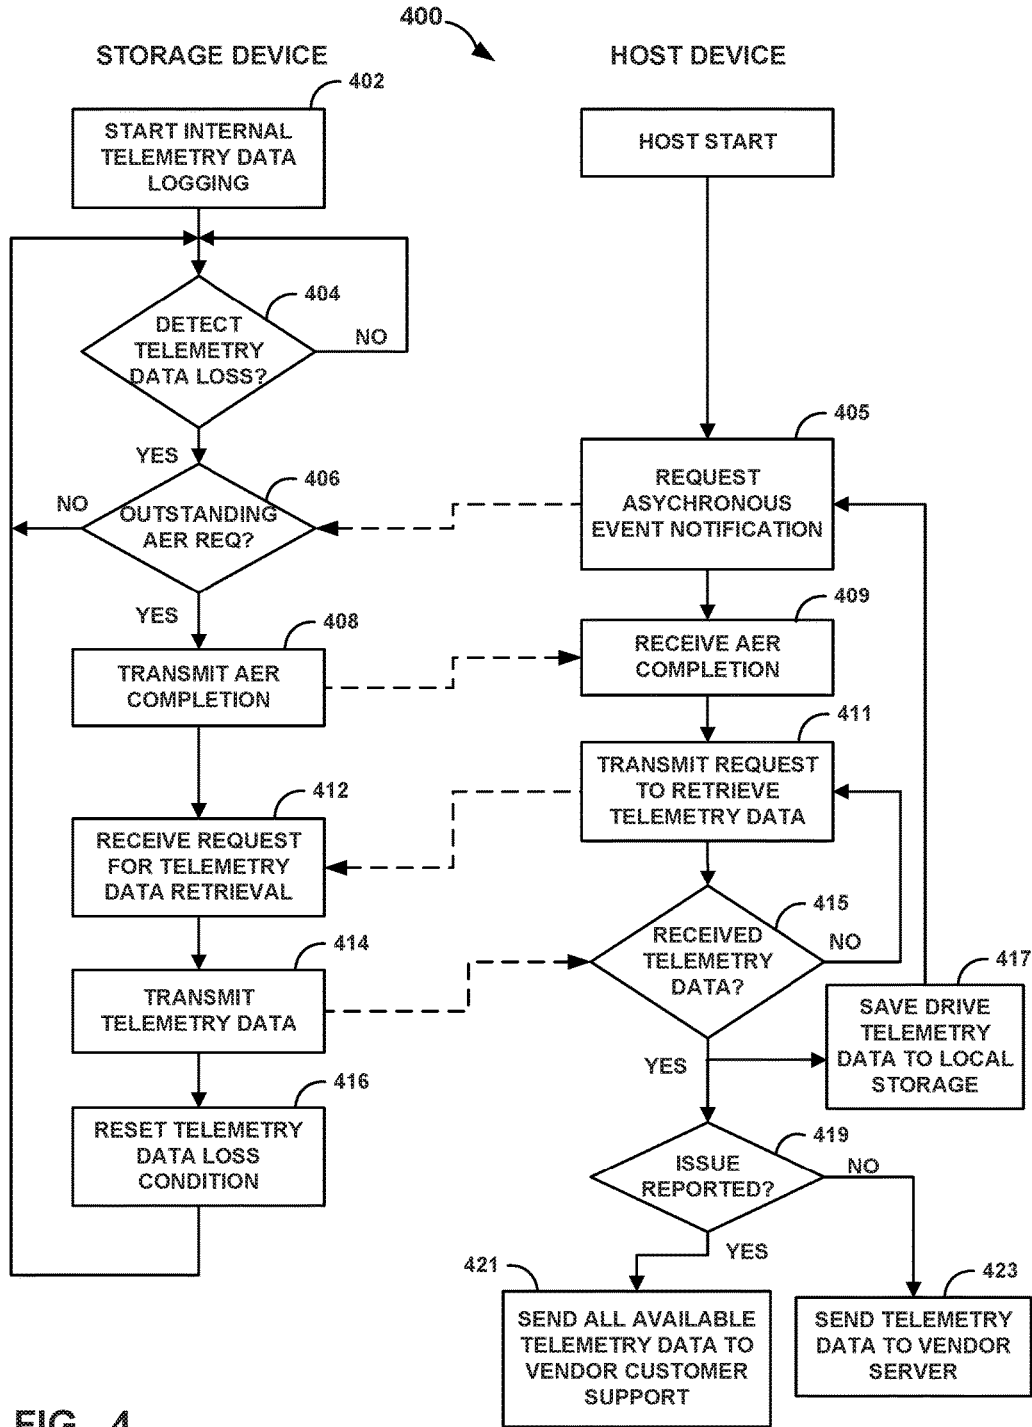 400
STORAGE DEVICE
HOST DEVICE
402
START INTERNAL
TELEMETRY DATA
LOGGING
HOST START
404
DETECT
TELEMETRY
DATA LOSS?
NO
YES
405
REQUEST
ASYCHRONOUS
EVENT NOTIFICATION
406
NO
OUTSTANDING
AER REQ?
YES
408
TRANSMIT AER
COMPLETION
409
RECEIVE AER
COMPLETION
411
TRANSMIT REQUEST
TO RETRIEVE
TELEMETRY DATA
412
RECEIVE REQUEST
FOR TELEMETRY
DATA RETRIEVAL
415
RECEIVED
TELEMETRY
DATA?
NO
YES
414
TRANSMIT
TELEMETRY DATA
417
SAVE DRIVE
TELEMETRY
DATA TO LOCAL
STORAGE
416
RESET TELEMETRY
DATA LOSS
CONDITION
419
ISSUE
REPORTED?
NO
YES
421
SEND ALL AVAILABLE
TELEMETRY DATA TO
VENDOR CUSTOMER
SUPPORT
423
SEND TELEMETRY
DATA TO VENDOR
SERVER
FIG. 4